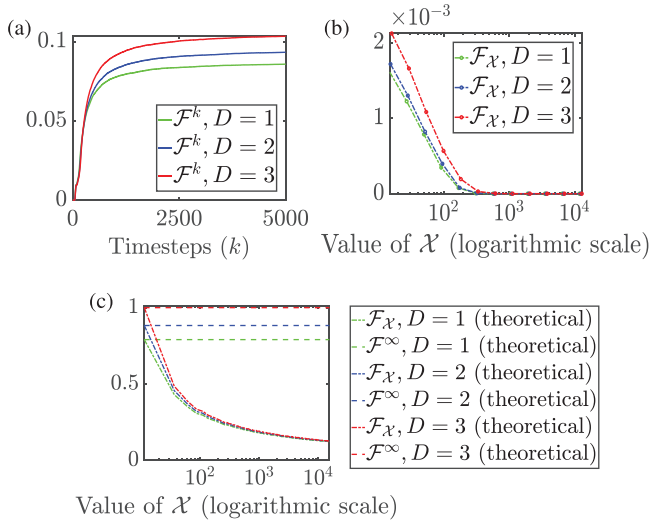 (a)
0.1
0.05
0
0
2500
5000
Timesteps (k)
ℱ^k, D = 1
ℱ^k, D = 2
ℱ^k, D = 3
(b)
×10^−3
2
1
0
10^2
10^3
10^4
Value of 𝒳 (logarithmic scale)
ℱ_𝒳, D = 1
ℱ_𝒳, D = 2
ℱ_𝒳, D = 3
(c)
1
0.5
0
10^2
10^3
10^4
Value of 𝒳 (logarithmic scale)
ℱ_𝒳, D = 1 (theoretical)
ℱ^∞, D = 1 (theoretical)
ℱ_𝒳, D = 2 (theoretical)
ℱ^∞, D = 2 (theoretical)
ℱ_𝒳, D = 3 (theoretical)
ℱ^∞, D = 3 (theoretical)